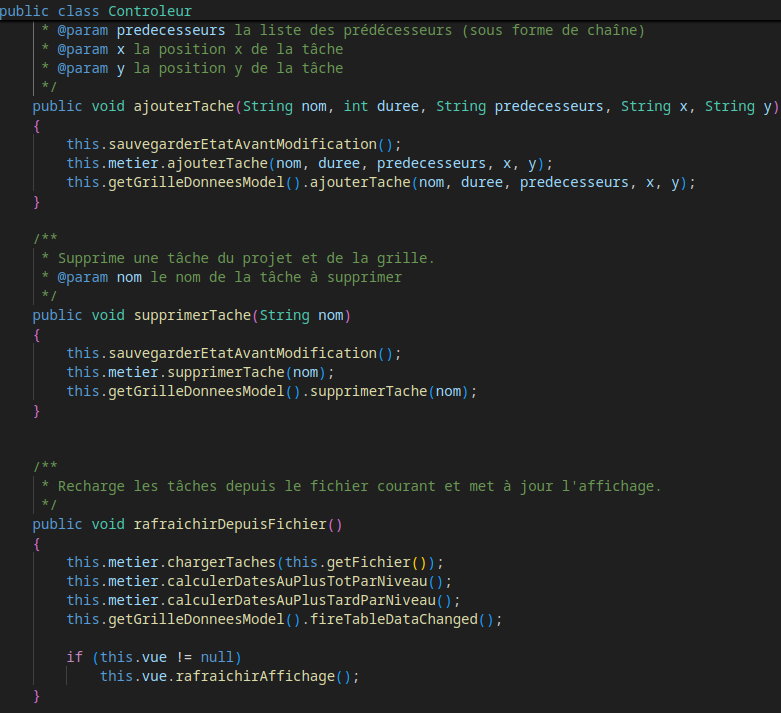 public class Controleur
 * @param predecesseurs la liste des prédécesseurs (sous forme de chaîne)
 * @param x la position x de la tâche
 * @param y la position y de la tâche
 */
public void ajouterTache(String nom, int duree, String predecesseurs, String x, String y)
{
    this.sauvegarderEtatAvantModification();
    this.metier.ajouterTache(nom, duree, predecesseurs, x, y);
    this.getGrilleDonneesModel().ajouterTache(nom, duree, predecesseurs, x, y);
}
/**
 * Supprime une tâche du projet et de la grille.
 * @param nom le nom de la tâche à supprimer
 */
public void supprimerTache(String nom)
{
    this.sauvegarderEtatAvantModification();
    this.metier.supprimerTache(nom);
    this.getGrilleDonneesModel().supprimerTache(nom);
}
/**
 * Recharge les tâches depuis le fichier courant et met à jour l'affichage.
 */
public void rafraichirDepuisFichier()
{
    this.metier.chargerTaches(this.getFichier());
    this.metier.calculerDatesAuPlusTotParNiveau();
    this.metier.calculerDatesAuPlusTardParNiveau();
    this.getGrilleDonneesModel().fireTableDataChanged();
    if (this.vue != null)
        this.vue.rafraichirAffichage();
}